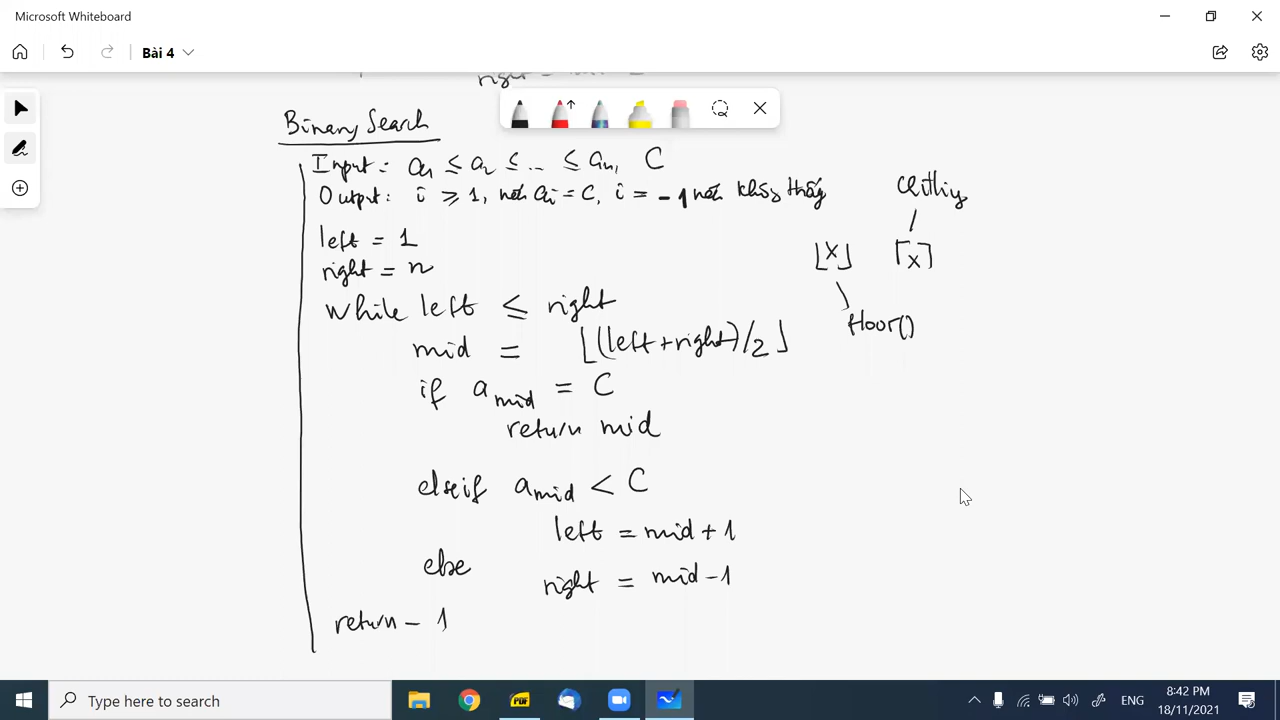 Microsoft Whiteboard
Bài 4
right =
Binary Search
Input: a1 ≤ a2 ≤ ... ≤ an, C
Output: i ≥ 1, nếu ai = C, i = -1 nếu không thấy
left = 1
right = n
while left ≤ right
mid = ⌊(left+right)/2⌋
if amid = C
return mid
elseif amid < C
left = mid+1
else
right = mid-1
return -1
⌊x⌋ ⌈x⌉
floor()
Type here to search
PDF
ENG
8:42 PM
18/11/2021